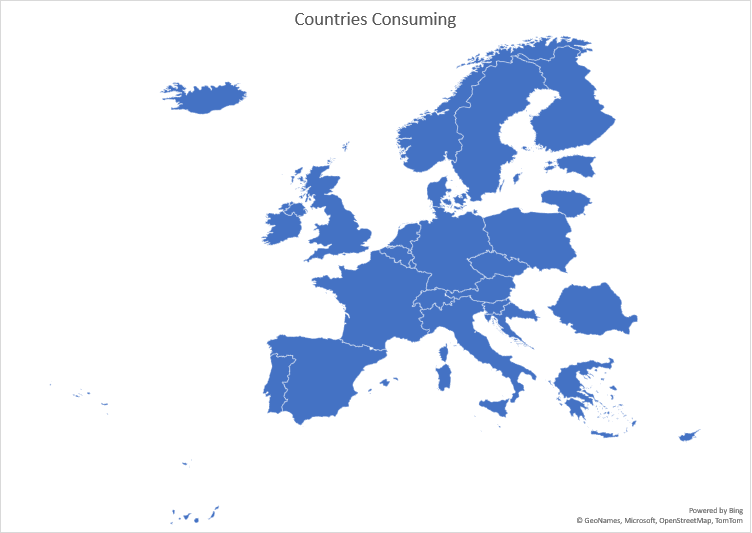 Countries Consuming
Powered by Bing
© GeoNames, Microsoft, OpenStreetMap, TomTom